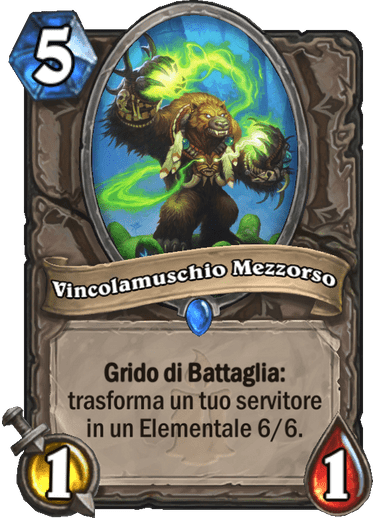 5
Vincolamuschio Mezzorso
Grido di Battaglia:
trasforma un tuo servitore
in un Elementale 6/6.
1
1